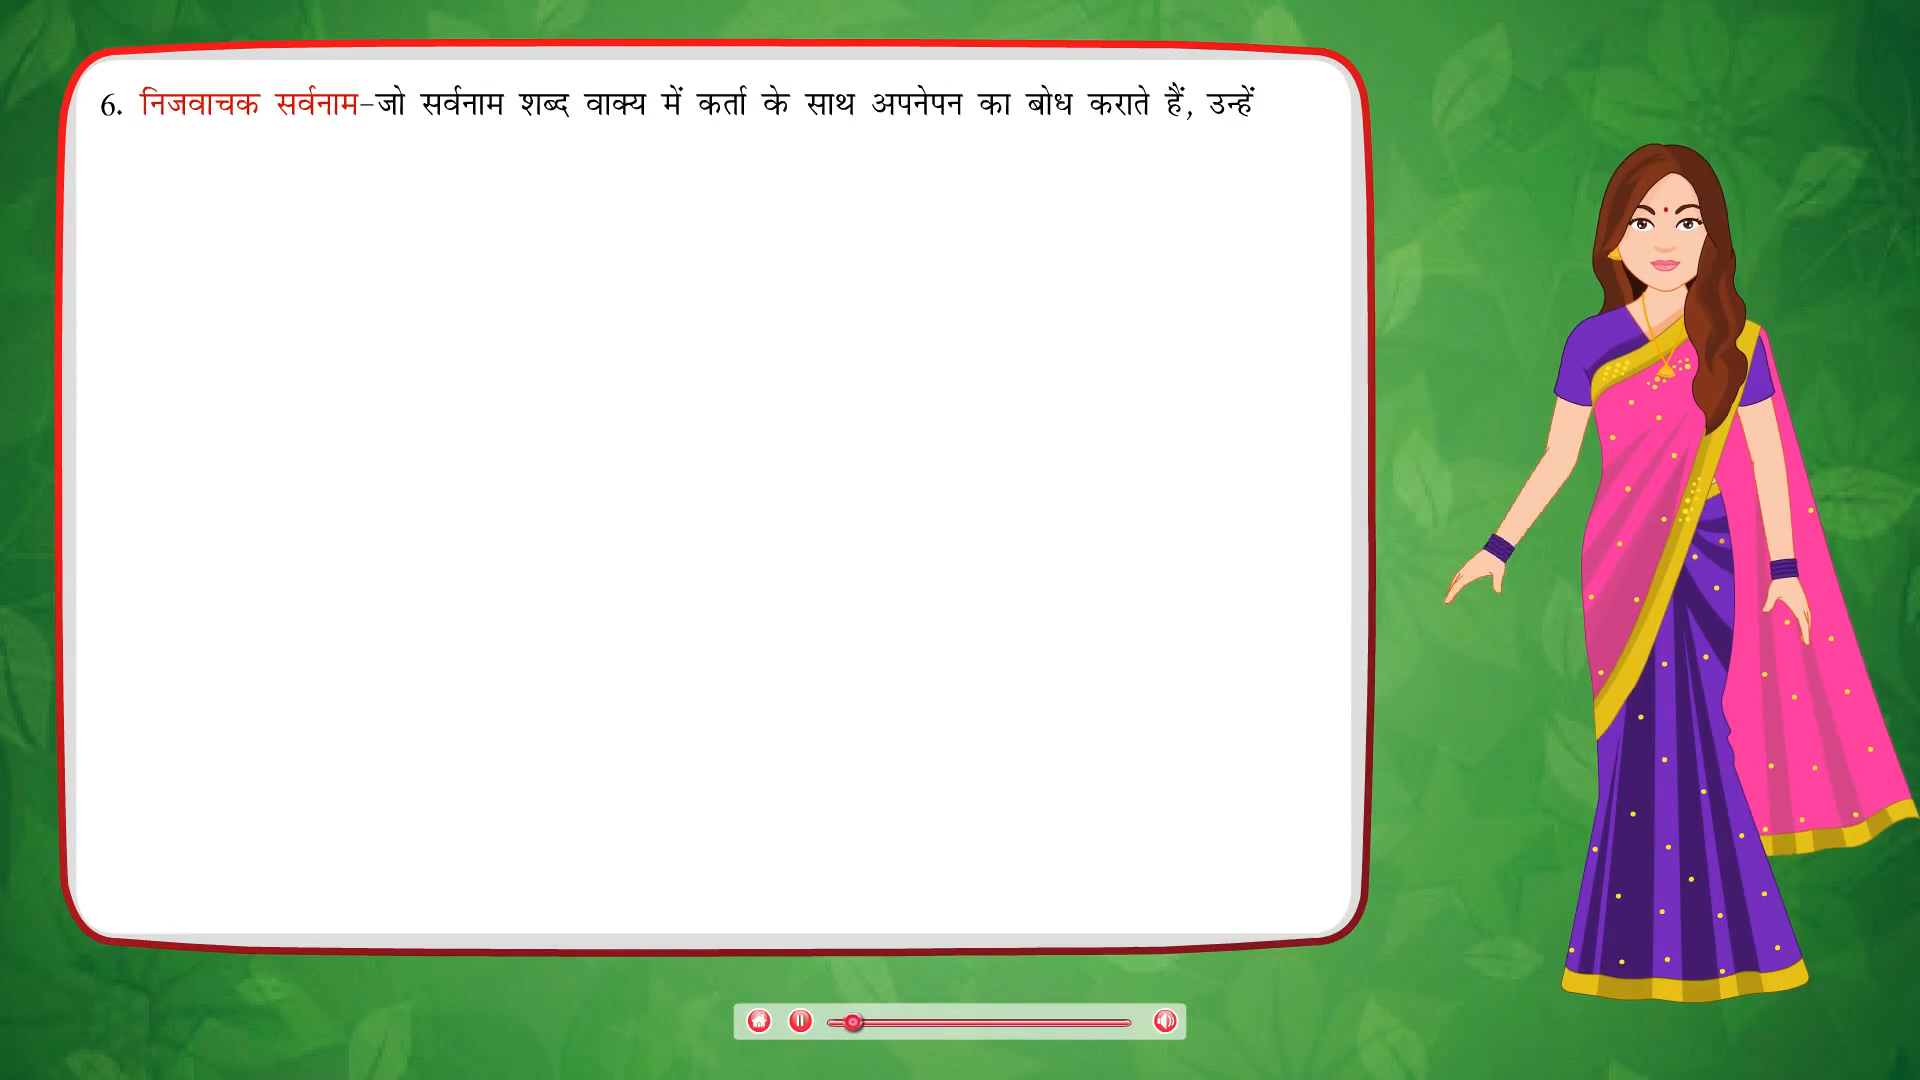 6. निजवाचक सर्वनाम–जो सर्वनाम शब्द वाक्य में कर्ता के साथ अपनेपन का बोध कराते हैं, उन्हें